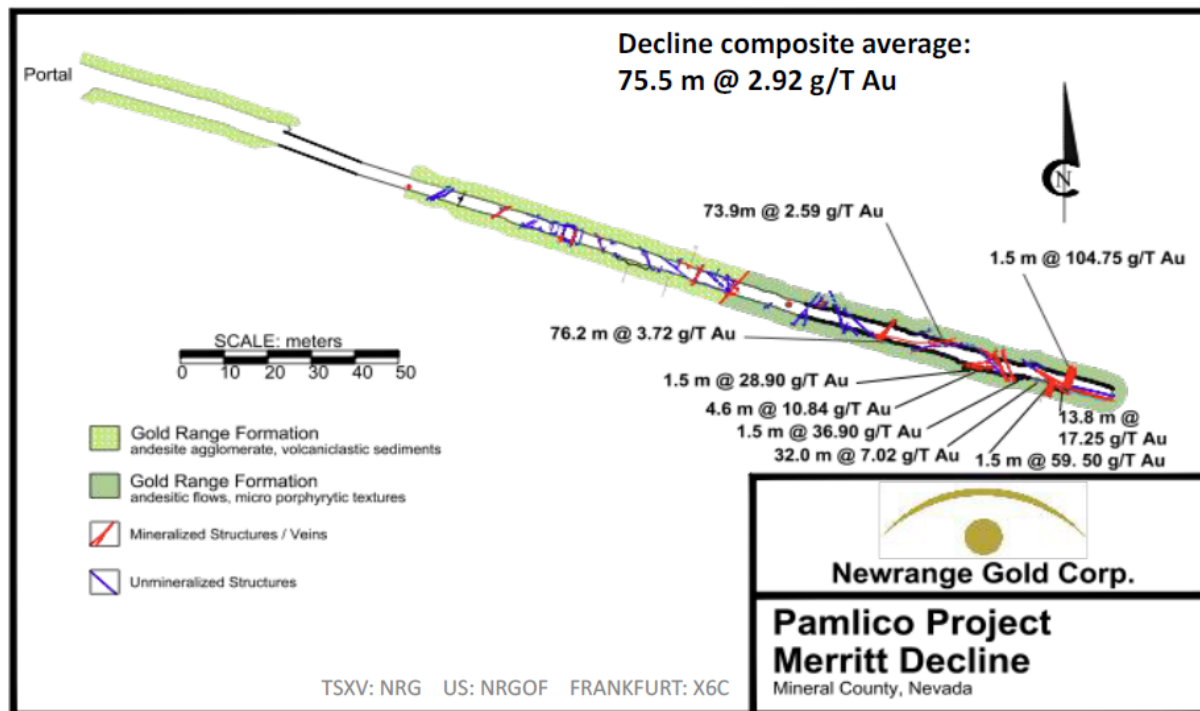 Decline composite average:
75.5 m @ 2.92 g/T Au
Portal
N
73.9m @ 2.59 g/T Au
1.5 m @ 104.75 g/T Au
76.2 m @ 3.72 g/T Au
SCALE: meters
0 10 20 30 40 50
1.5 m @ 28.90 g/T Au
4.6 m @ 10.84 g/T Au
1.5 m @ 36.90 g/T Au
32.0 m @ 7.02 g/T Au
13.8 m @
17.25 g/T Au
1.5 m @ 59. 50 g/T Au
Gold Range Formation
andesite agglomerate, volcaniclastic sediments
Gold Range Formation
andesitic flows, micro porphyrytic textures
Mineralized Structures / Veins
Unmineralized Structures
Newrange Gold Corp.
Pamlico Project
Merritt Decline
Mineral County, Nevada
TSXV: NRG US: NRGOF FRANKFURT: X6C